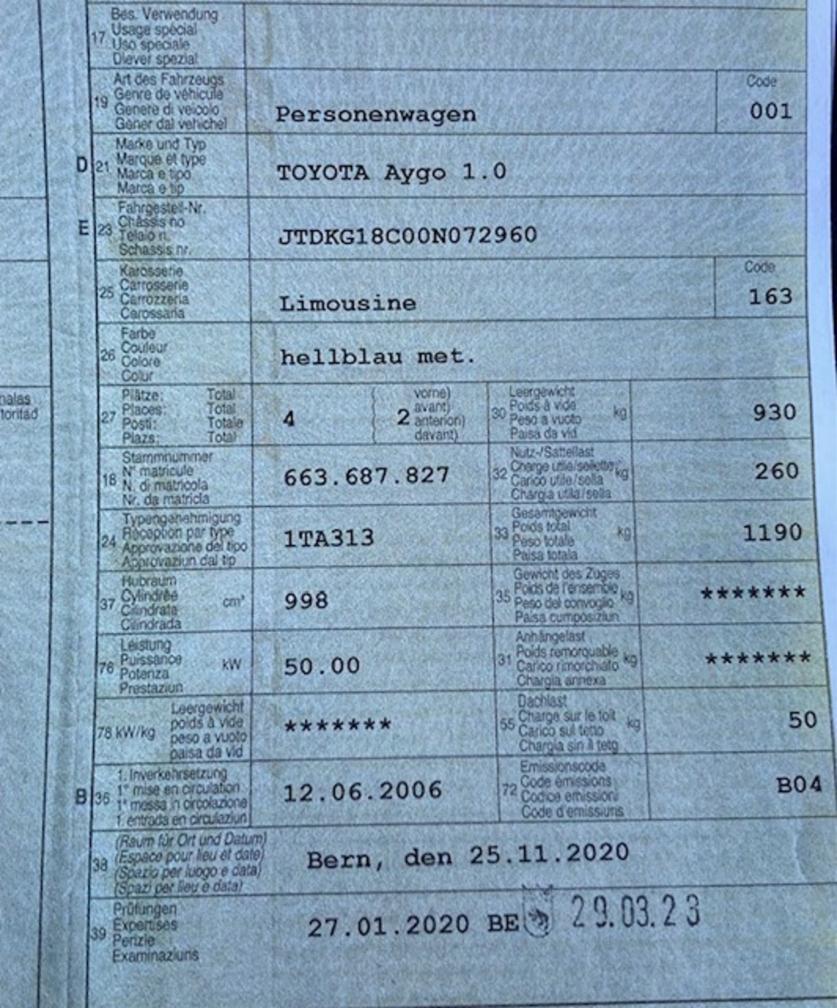 17 Bes. Verwendung
Usage spécial
Uso speciale
Diever spezial
19 Art des Fahrzeugs
Genre de véhicule
Genere di veicolo
Gener dal vehichel
Personenwagen
Code
001
D 21 Marke und Typ
Marque et type
Marca e tipo
Marca e tip
TOYOTA Aygo 1.0
E 23 Fahrgestell-Nr.
Châssis no
Telaio n.
Schassis nr.
JTDKG18C00N072960
25 Karosserie
Carrosserie
Carrozzeria
Carossaria
Limousine
Code
163
26 Farbe
Couleur
Colore
Colur
hellblau met.
27 Plätze: Total
Places: Total
Posti: Totale
Plazs: Total
4
vorne)
avant)
2 anteriori)
davant)
30 Leergewicht
Poids à vide kg
Peso a vuoto
Paisa da vid
930
18 Stammnummer
N° matricule
N. di matricola
Nr. da matricla
663.687.827
32 Nutz-/Sattellast
Charge utile/sellette kg
Carico utile/sella
Chargia utila/sella
260
24 Typengenehmigung
Réception par type
Approvazione del tipo
Approvaziun dal tip
1TA313
33 Gesamtgewicht
Poids total kg
Peso totale
Paisa totala
1190
37 Hubraum
Cylindrée cm³
Cilindrata
Cilindrada
998
35 Gewicht des Zuges
Poids de l'ensemble kg
Peso del convoglio
Paisa cumposiziun
*******
76 Leistung
Puissance kW
Potenza
Prestaziun
50.00
31 Anhängelast
Poids remorquable kg
Carico rimorchiato
Chargia annexa
*******
78 kW/kg Leergewicht
poids à vide
peso a vuoto
paisa da vid
*******
55 Dachlast
Charge sur le toit kg
Carico sul tetto
Chargia sin il tetg
50
B 36 1. Inverkehrsetzung
1re mise en circulation
1a messa in circolazione
1. entrada en circulaziun
12.06.2006
72 Emissionscode
Code émissions
Codice emissioni
Code d'emissiuns
B04
38 (Raum für Ort und Datum)
(Espace pour lieu et date)
(Spazio per luogo e data)
(Spazi per lieu e data)
Bern, den 25.11.2020
39 Prüfungen
Expertises
Perizie
Examinaziuns
27.01.2020 BE 29.03.23